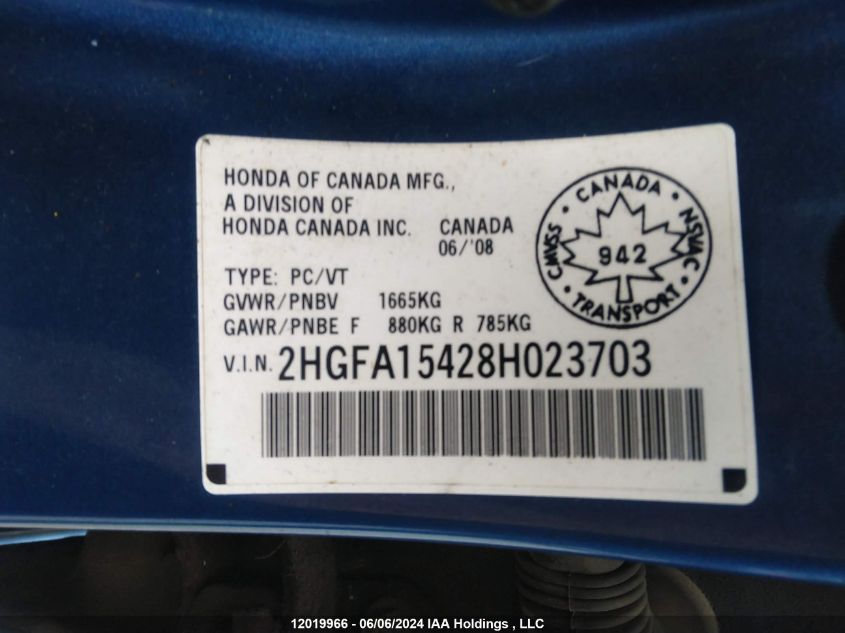 HONDA OF CANADA MFG.,
A DIVISION OF
HONDA CANADA INC. CANADA
06/'08
TYPE: PC/VT
GVWR/PNBV 1665KG
GAWR/PNBE F 880KG R 785KG
V.I.N. 2HGFA15428H023703
CMVSS • CANADA • NSVAC • TRANSPORT •
942
12019966 - 06/06/2024 IAA Holdings , LLC